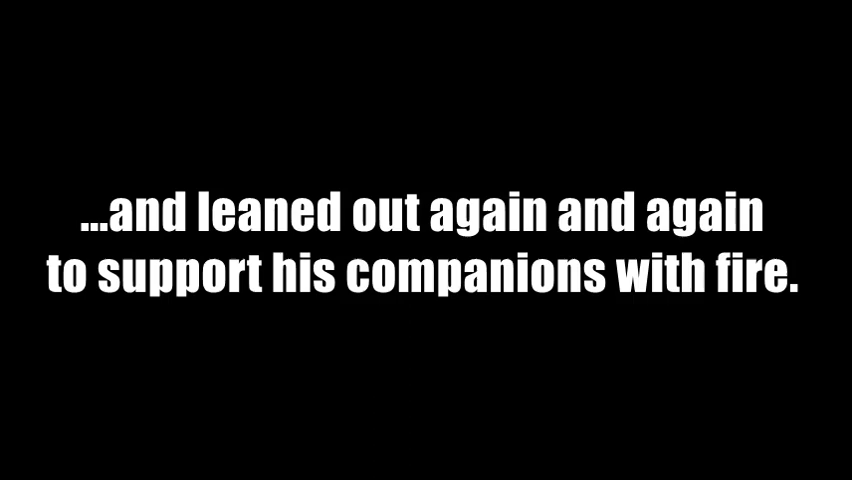 ...and leaned out again and again
to support his companions with fire.